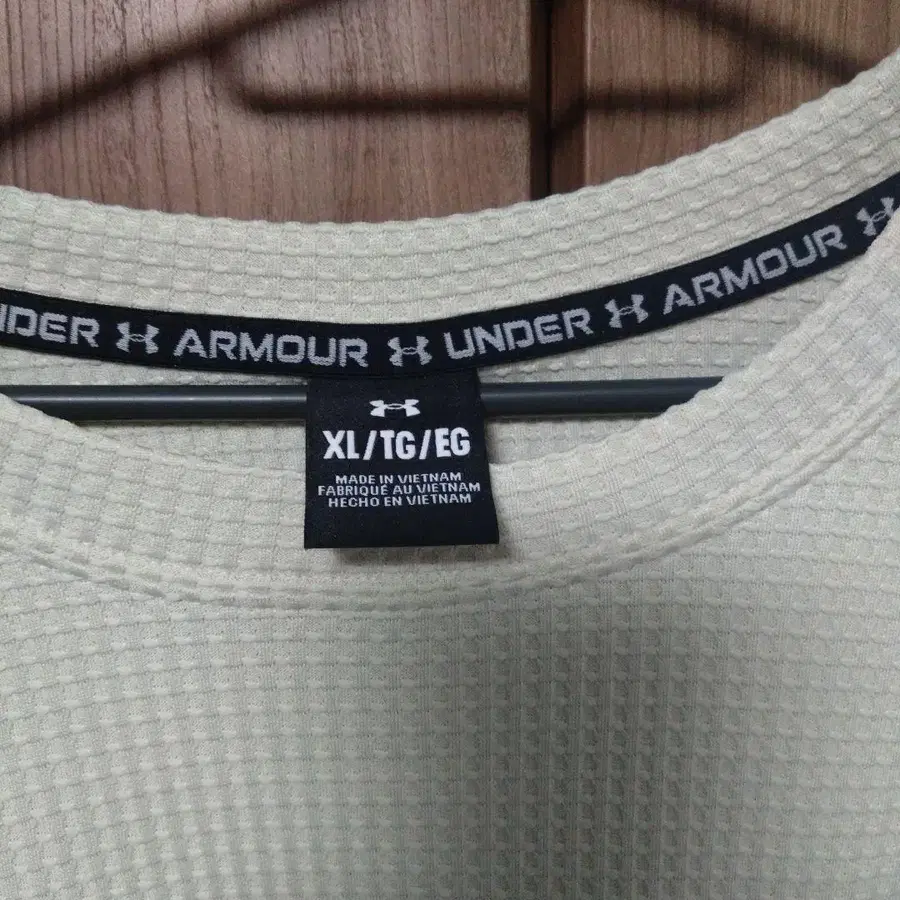 UNDER ARMOUR UNDER ARMOUR
XL/TG/EG
MADE IN VIETNAM
FABRIQUÉ AU VIETNAM
HECHO EN VIETNAM